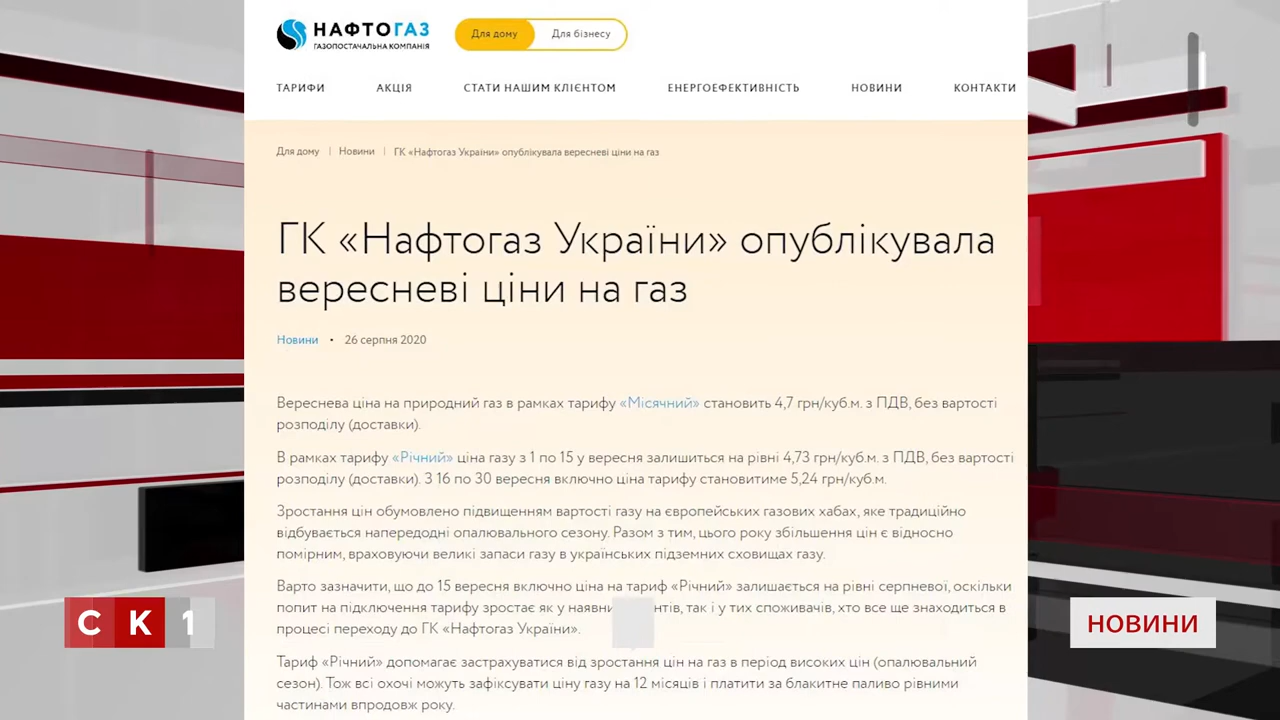 НАФТОГАЗ
ГАЗОПОСТАЧАЛЬНА КОМПАНІЯ
Для дому
Для бізнесу
ТАРИФИ
АКЦІЯ
СТАТИ НАШИМ КЛІЄНТОМ
ЕНЕРГОЕФЕКТИВНІСТЬ
НОВИНИ
КОНТАКТИ
Для дому | Новини | ГК «Нафтогаз України» опублікувала вересневі ціни на газ
ГК «Нафтогаз України» опублікувала
вересневі ціни на газ
Новини • 26 серпня 2020
Вереснева ціна на природний газ в рамках тарифу «Місячний» становить 4,7 грн/куб.м. з ПДВ, без вартості
розподілу (доставки).
В рамках тарифу «Річний» ціна газу з 1 по 15 у вересня залишиться на рівні 4,73 грн/куб.м. з ПДВ, без вартості
розподілу (доставки). З 16 по 30 вересня включно ціна тарифу становитиме 5,24 грн/куб.м.
Зростання цін обумовлено підвищенням вартості газу на європейських газових хабах, яке традиційно
відбувається напередодні опалювального сезону. Разом з тим, цього року збільшення цін є відносно
помірним, враховуючи великі запаси газу в українських підземних сховищах газу.
Варто зазначити, що до 15 вересня включно ціна на тариф «Річний» залишається на рівні серпневої, оскільки
попит на підключення тарифу зростає як у так і у тих споживачів, хто все ще знаходиться в
процесі переходу до ГК «Нафтогаз України».
Тариф «Річний» допомагає застрахуватися від зростання цін на газ в період високих цін (опалювальний
сезон). Тож всі охочі можуть зафіксувати ціну газу на 12 місяців і платити за блакитне паливо рівними
частинами впродовж року.
СК1
НОВИНИ